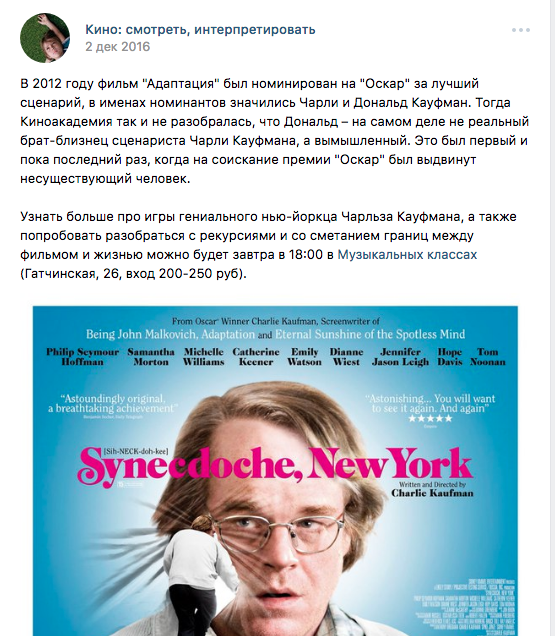 Кино: смотреть, интерпретировать
2 дек 2016
В 2012 году фильм "Адаптация" был номинирован на "Оскар" за лучший
сценарий, в именах номинантов значились Чарли и Дональд Кауфман. Тогда
Киноакадемия так и не разобралась, что Дональд – на самом деле не реальный
брат-близнец сценариста Чарли Кауфмана, а вымышленный. Это был первый и
пока последний раз, когда на соискание премии "Оскар" был выдвинут
несуществующий человек.
Узнать больше про игры гениального нью-йоркца Чарльза Кауфмана, а также
попробовать разобраться с рекурсиями и со сметанием границ между
фильмом и жизнью можно будет завтра в 18:00 в Музыкальных классах
(Гатчинская, 26, вход 200-250 руб).
From Oscar® Winner Charlie Kaufman, Screenwriter of
Being John Malkovich, Adaptation and Eternal Sunshine of the Spotless Mind
Philip Seymour Hoffman Samantha Morton Michelle Williams Catherine Keener Emily Watson Dianne Wiest Jennifer Jason Leigh Hope Davis Tom Noonan
"Astoundingly original,
a breathtaking achievement"
"Astonishing... You will want
to see it again. And again"
[Sih-NECK-doh-kee]
Synecdoche, New York
Written and Directed by
Charlie Kaufman